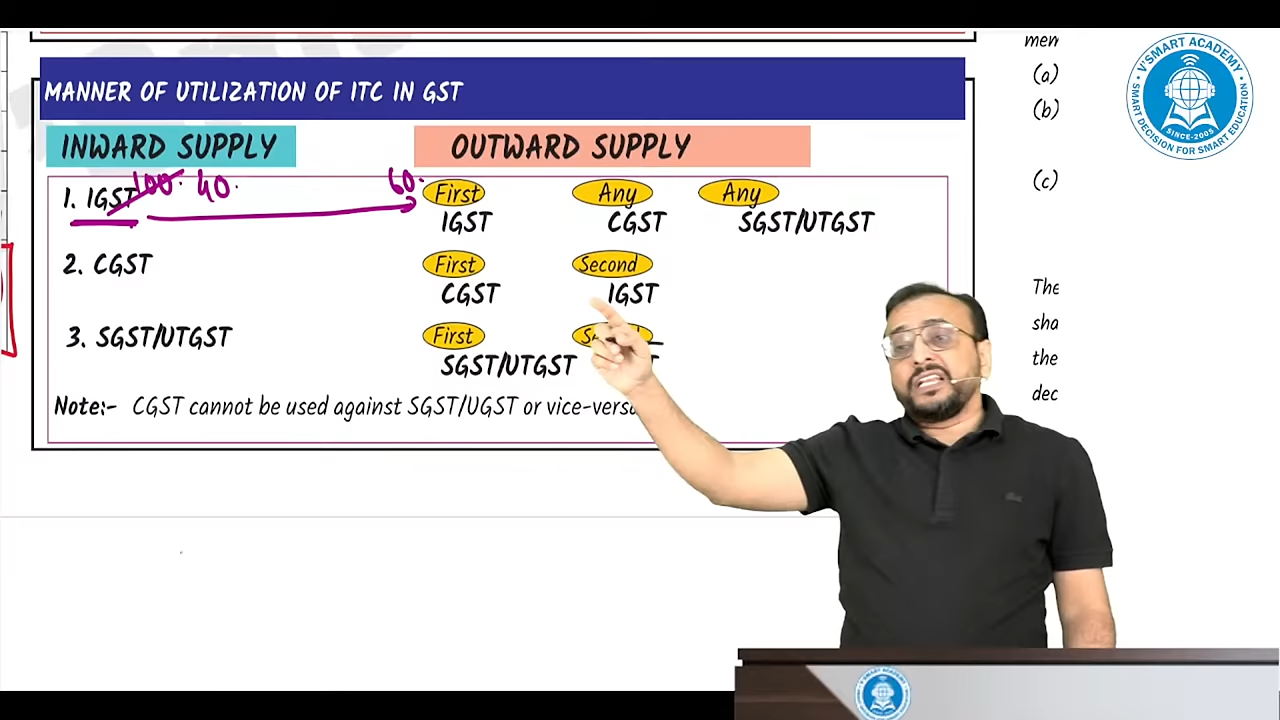 MANNER OF UTILIZATION OF ITC IN GST
INWARD SUPPLY OUTWARD SUPPLY
100 40 60
1. IGST First Any Any
IGST CGST SGST/UTGST
2. CGST First Second
CGST IGST
3. SGST/UTGST First
SGST/UTGST
Note:- CGST cannot be used against SGST/UGST or vice-versa
(a)
(b)
(c)
The
sha
the
dec
V'SMART ACADEMY
SMART DECISION FOR SMART EDUCATION
SINCE-2005